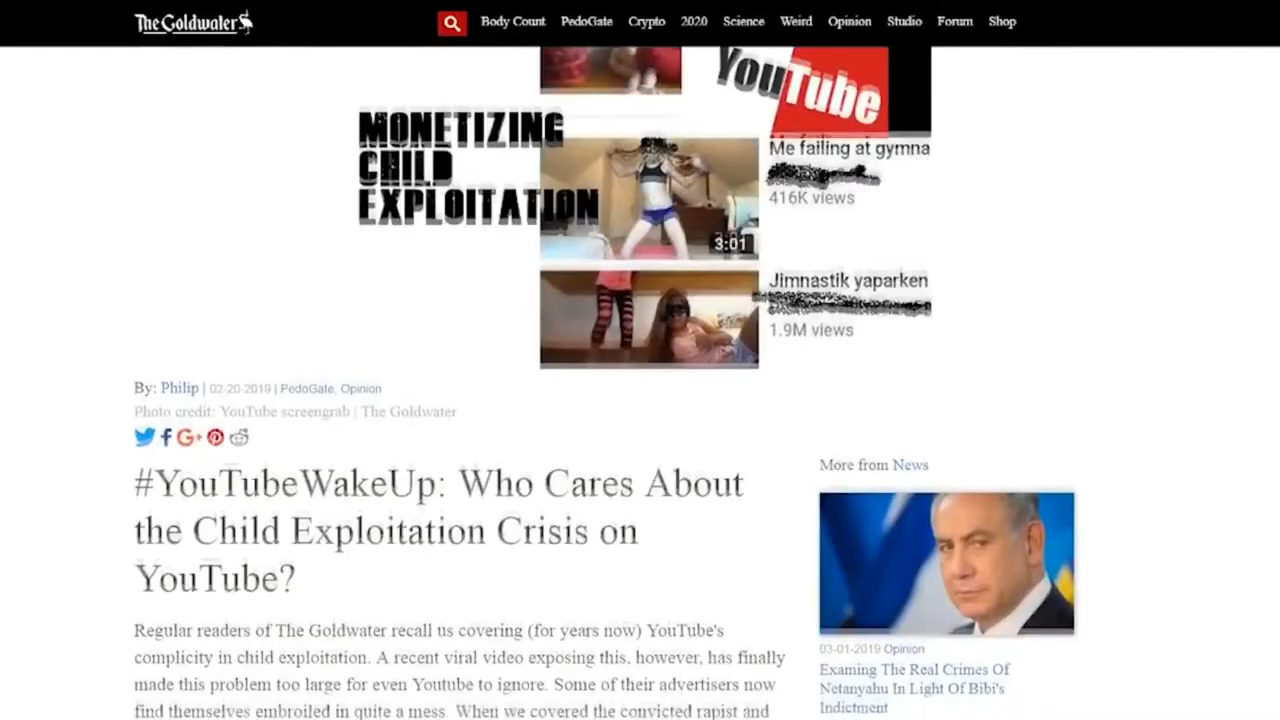 The Goldwater
Body Count PedoGate Crypto 2020 Science Weird Opinion Studio Forum Shop
YouTube
MONETIZING
CHILD
EXPLOITATION
Me failing at gymna
416K views
3:01
Jimnastik yaparken
1.9M views
By: Philip | 02-20-2019 | PedoGate, Opinion
Photo credit: YouTube screengrab | The Goldwater
#YouTubeWakeUp: Who Cares About
the Child Exploitation Crisis on
YouTube?
Regular readers of The Goldwater recall us covering (for years now) YouTube's
complicity in child exploitation. A recent viral video exposing this, however, has finally
made this problem too large for even Youtube to ignore. Some of their advertisers now
find themselves embroiled in quite a mess. When we covered the convicted rapist and
More from News
03-01-2019 Opinion
Examing The Real Crimes Of
Netanyahu In Light Of Bibi's
Indictment